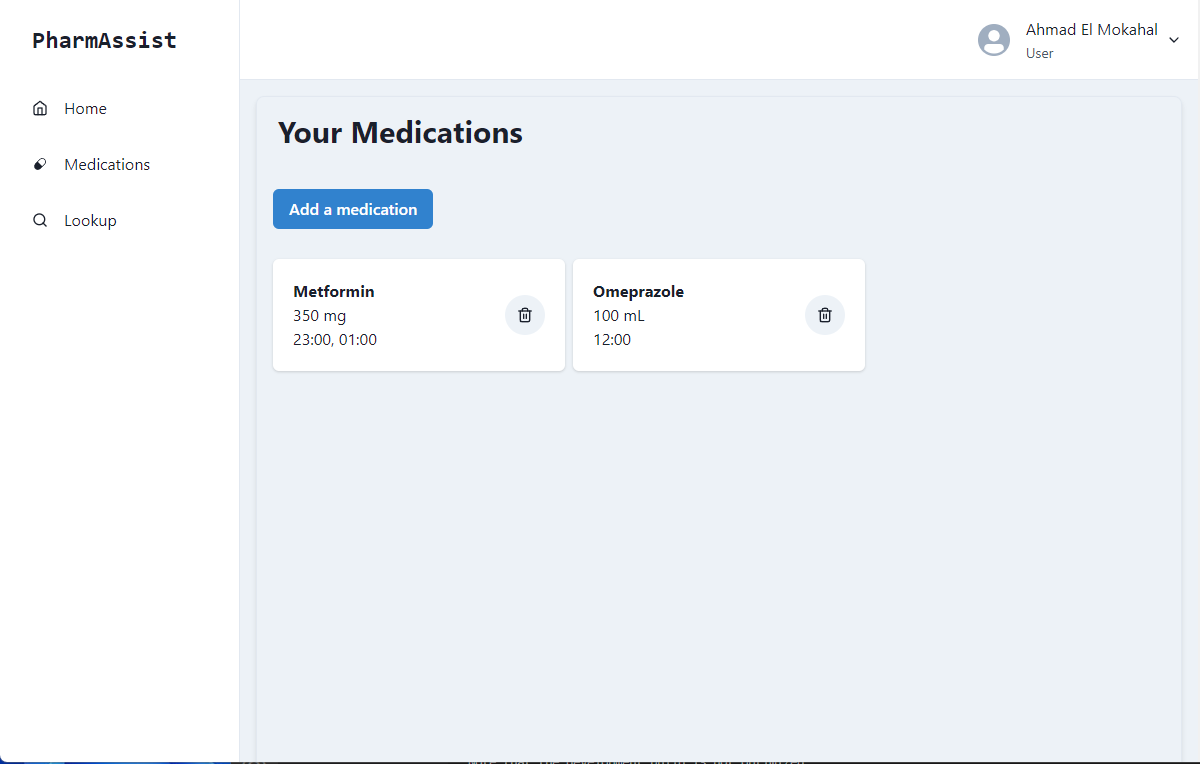 PharmAssist
Ahmad El Mokahal
User
Home
Medications
Lookup
Your Medications
Add a medication
Metformin
350 mg
23:00, 01:00
Omeprazole
100 mL
12:00